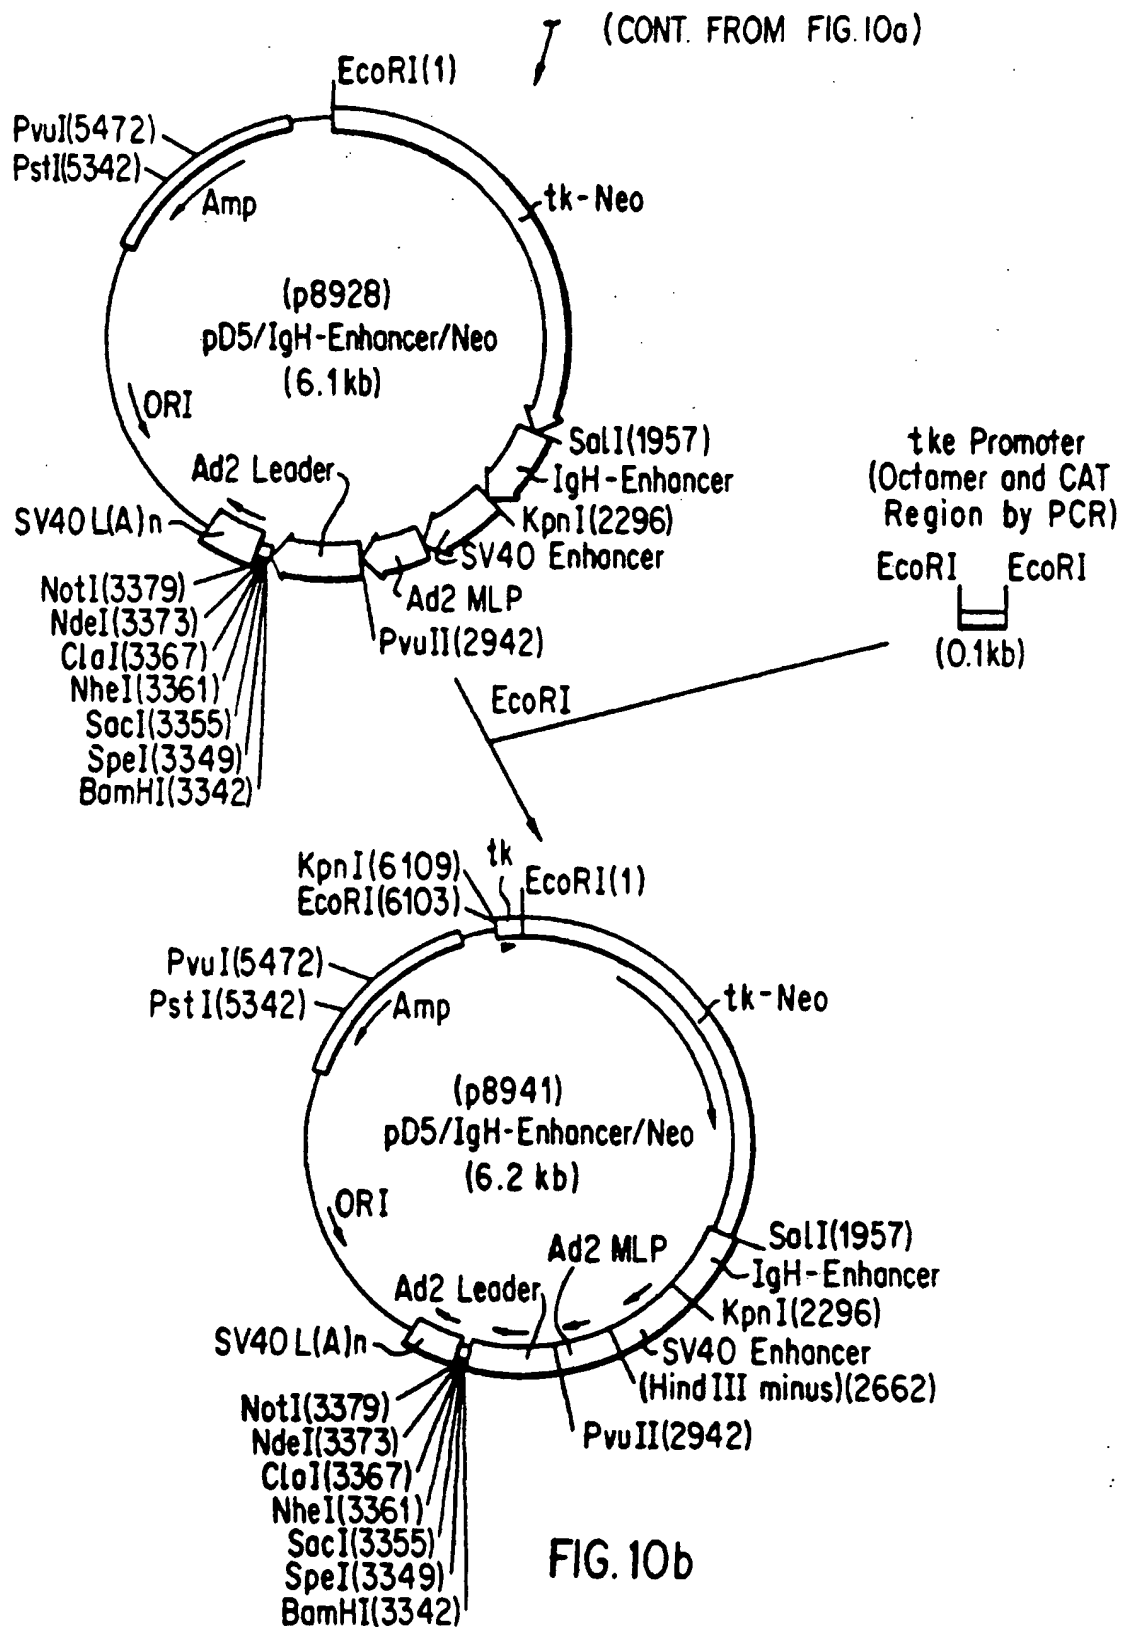 (CONT. FROM FIG. 10a)
EcoRI(1)
PvuI(5472)
PstI(5342)
Amp
tk-Neo
(p8928)
pD5/IgH-Enhancer/Neo
(6.1kb)
ORI
Ad2 Leader
SV40 L(A)n
SalI(1957)
IgH-Enhancer
KpnI(2296)
SV40 Enhancer
Ad2 MLP
PvuII(2942)
NotI(3379)
NdeI(3373)
ClaI(3367)
NheI(3361)
SacI(3355)
SpeI(3349)
BamHI(3342)
tke Promoter
(Octamer and CAT
Region by PCR)
EcoRI EcoRI
(0.1kb)
EcoRI
KpnI(6109)
tk
EcoRI(1)
EcoRI(6103)
PvuI(5472)
PstI(5342)
Amp
tk-Neo
(p8941)
pD5/IgH-Enhancer/Neo
(6.2 kb)
ORI
Ad2 MLP
Ad2 Leader
SV40 L(A)n
SalI(1957)
IgH-Enhancer
KpnI(2296)
SV40 Enhancer
(HindIII minus)(2662)
PvuII(2942)
NotI(3379)
NdeI(3373)
ClaI(3367)
NheI(3361)
SacI(3355)
SpeI(3349)
BamHI(3342)
FIG. 10b